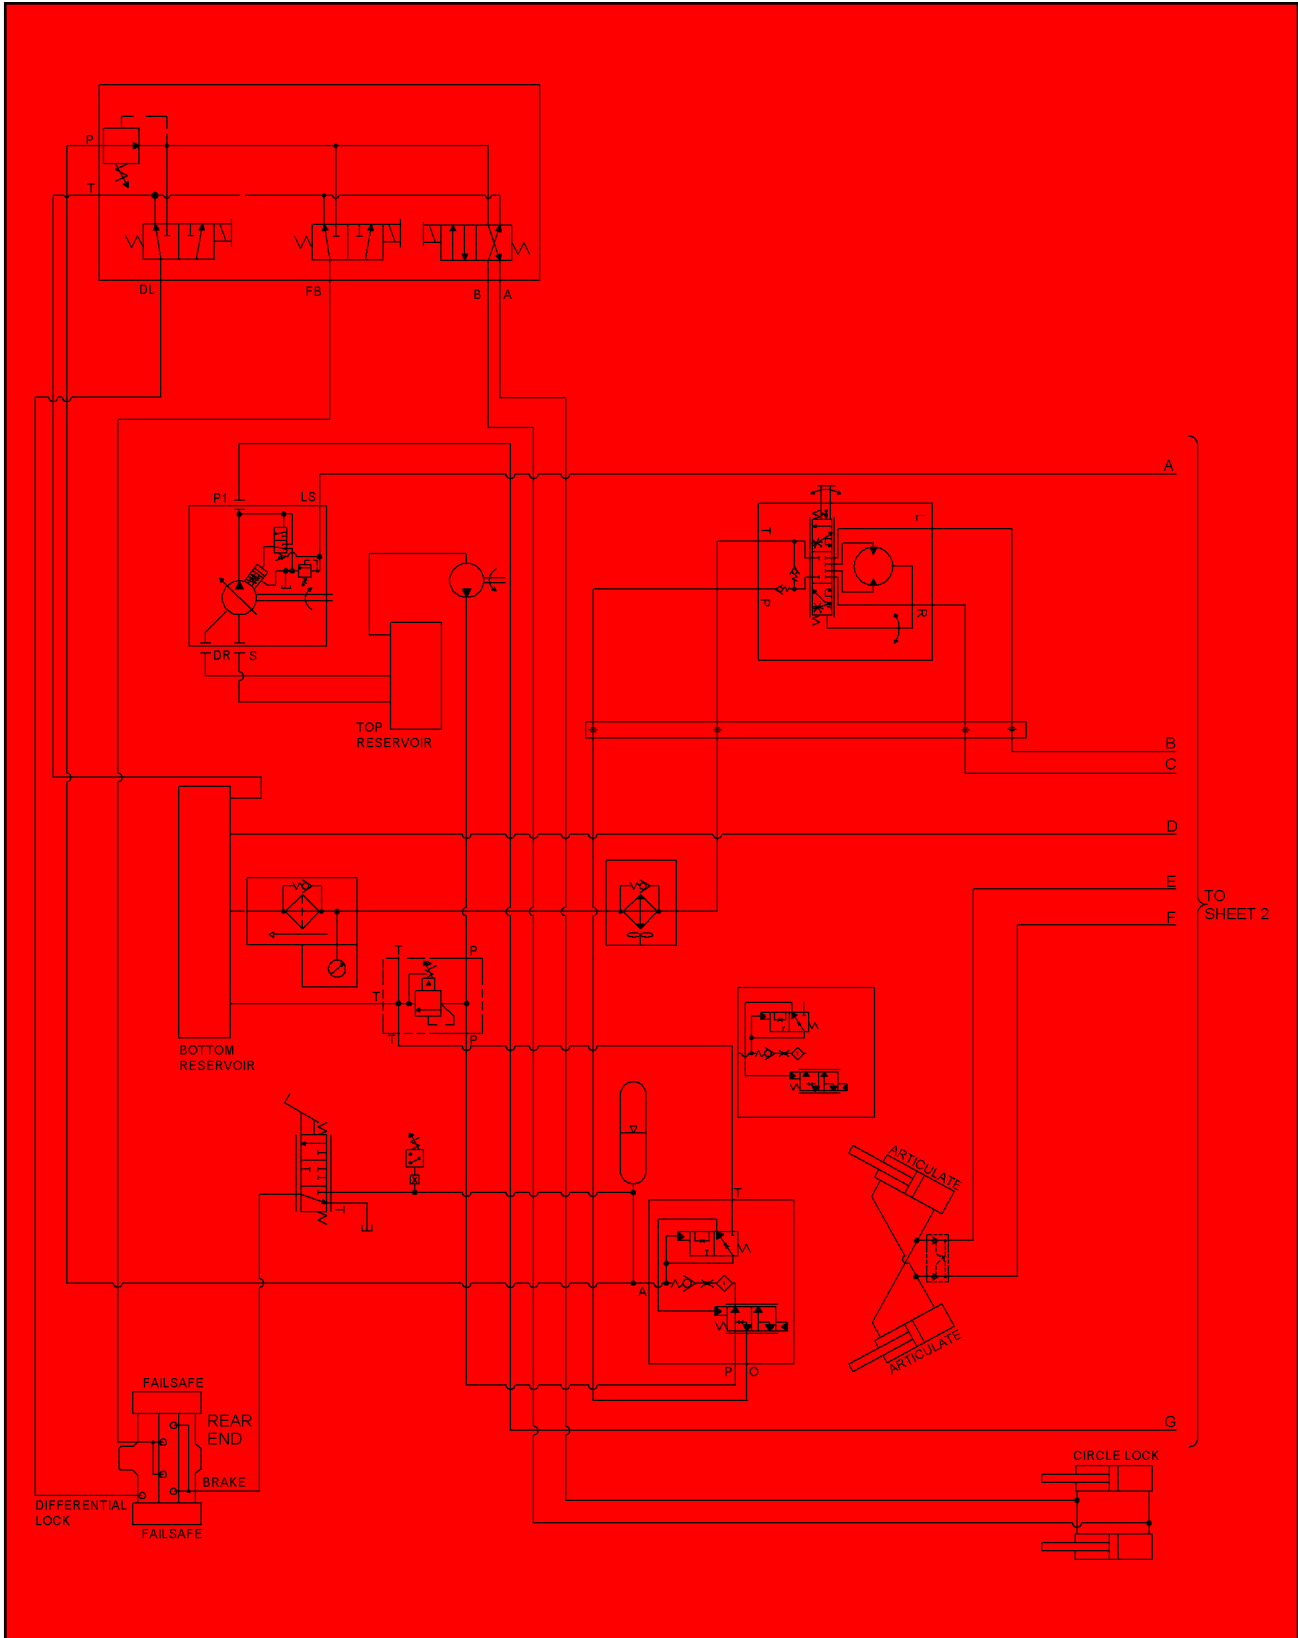 P
T
DL
FB
B
A
A
P1
LS
T
L
P
R
DR
S
TOP
RESERVOIR
B
C
D
E
F
TO
SHEET 2
T
P
T
T
P
BOTTOM
RESERVOIR
ARTICULATE
T
T
A
ARTICULATE
P
O
FAILSAFE
REAR
END
G
BRAKE
CIRCLE LOCK
DIFFERENTIAL
LOCK
FAILSAFE